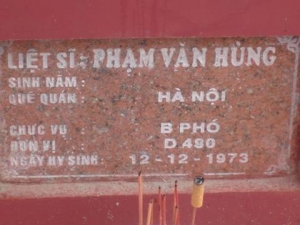 LIỆT SĨ : PHẠM VĂN HÙNG
SINH NĂM :
QUÊ QUÁN : HÀ NỘI
CHỨC VỤ : B PHÓ
ĐƠN VỊ : D 480
NGÀY HY SINH : 12-12-1973